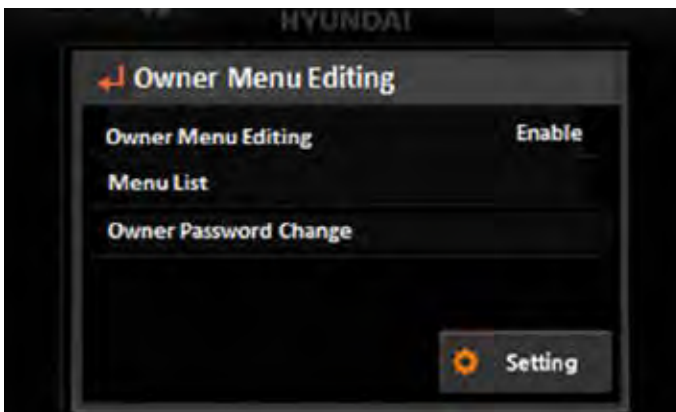 HYUNDAI
Owner Menu Editing
Owner Menu Editing Enable
Menu List
Owner Password Change
Setting